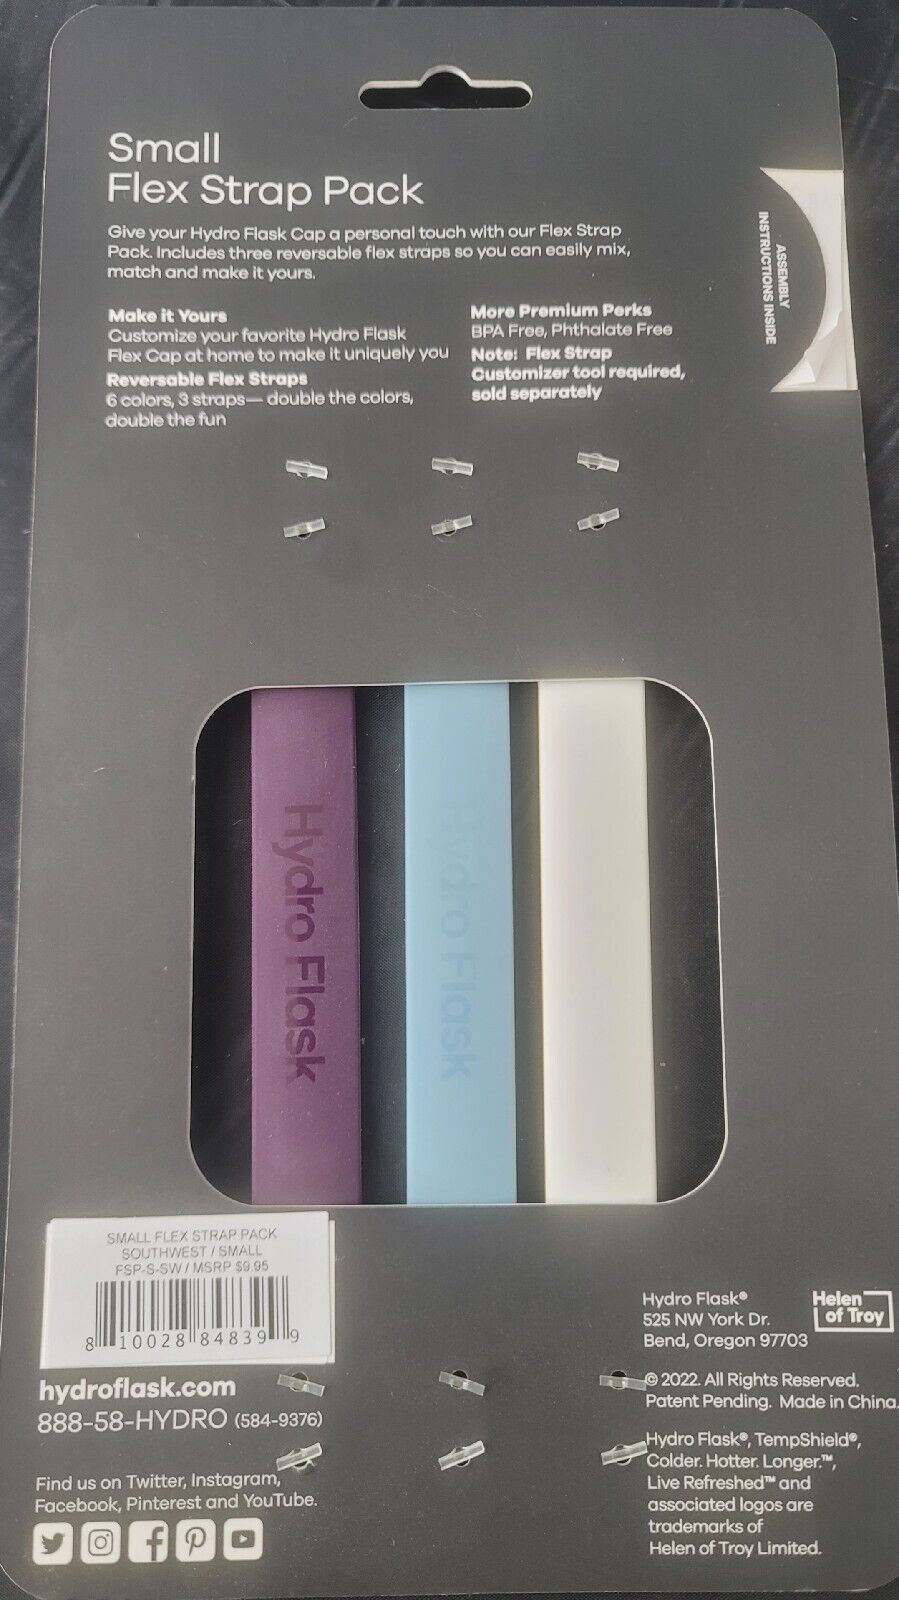 Small
Flex Strap Pack
Give your Hydro Flask Cap a personal touch with our Flex Strap
Pack. Includes three reversable flex straps so you can easily mix,
match and make it yours.
Make it Yours
Customize your favorite Hydro Flask
Flex Cap at home to make it uniquely you
Reversable Flex Straps
6 colors, 3 straps— double the colors,
double the fun
More Premium Perks
BPA Free, Phthalate Free
Note: Flex Strap
Customizer tool required,
sold separately
ASSEMBLY
INSTRUCTIONS INSIDE
Hydro Flask
Hydro Flask
SMALL FLEX STRAP PACK
SOUTHWEST / SMALL
FSP-S-SW / MSRP $9.95
8 10028 84839 9
hydroflask.com
888-58-HYDRO (584-9376)
Find us on Twitter, Instagram,
Facebook, Pinterest and YouTube.
Hydro Flask®
525 NW York Dr.
Bend, Oregon 97703
Helen
of Troy
© 2022. All Rights Reserved.
Patent Pending. Made in China.
Hydro Flask®, TempShield®,
Colder. Hotter. Longer.™,
Live Refreshed™ and
associated logos are
trademarks of
Helen of Troy Limited.